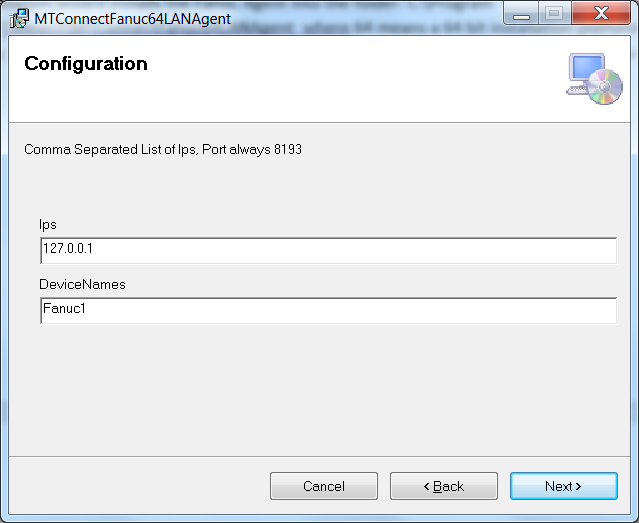 MTConnectFanuc64LANAgent
Configuration
Comma Separated List of Ips, Port always 8193
Ips
127.0.0.1
DeviceNames
Fanuc1
Cancel
< Back
Next >